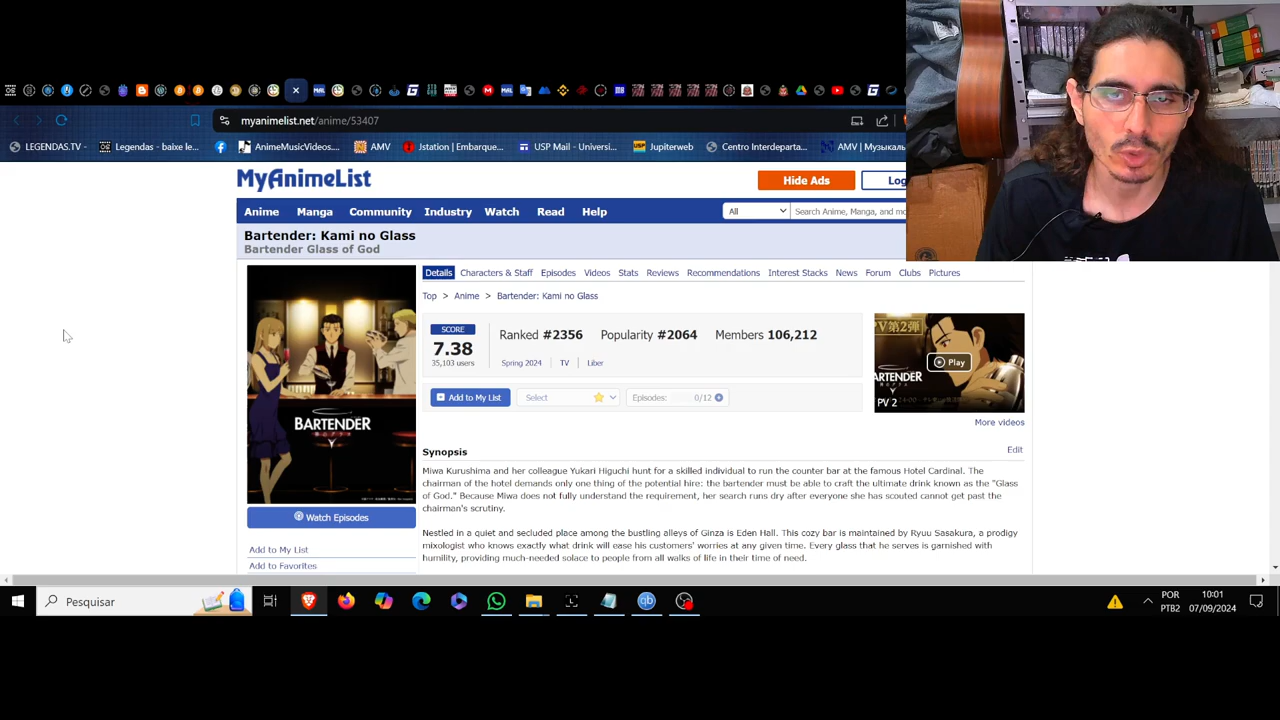 myanimelist.net/anime/53407
LEGENDAS.TV -
Legendas - baixe le...
AnimeMusicVideos....
AMV
Jstation | Embarque...
USP Mail - Universi...
USP
Jupiterweb
Centro Interdeparta...
AMV | Музыкаль
MyAnimeList
Hide Ads
Log
Anime
Manga
Community
Industry
Watch
Read
Help
All
Search Anime, Manga, and mo
Bartender: Kami no Glass
Bartender Glass of God
Details
Characters & Staff
Episodes
Videos
Stats
Reviews
Recommendations
Interest Stacks
News
Forum
Clubs
Pictures
Top > Anime > Bartender: Kami no Glass
SCORE
7.38
35,103 users
Ranked #2356
Popularity #2064
Members 106,212
Spring 2024
TV
Liber
Add to My List
Select
Episodes: 0/12
PV第2弾
Play
BARTENDER
PV 2
More videos
BARTENDER
Watch Episodes
Add to My List
Add to Favorites
Synopsis
Edit
Miwa Kurushima and her colleague Yukari Higuchi hunt for a skilled individual to run the counter bar at the famous Hotel Cardinal. The
chairman of the hotel demands only one thing of the potential hire: the bartender must be able to craft the ultimate drink known as the "Glass
of God." Because Miwa does not fully understand the requirement, her search runs dry after everyone she has scouted cannot get past the
chairman's scrutiny.
Nestled in a quiet and secluded place among the bustling alleys of Ginza is Eden Hall. This cozy bar is maintained by Ryuu Sasakura, a prodigy
mixologist who knows exactly what drink will ease his customers' worries at any given time. Every glass that he serves is garnished with
humility, providing much-needed solace to people from all walks of life in their time of need.
Pesquisar
POR
PTB2
10:01
07/09/2024